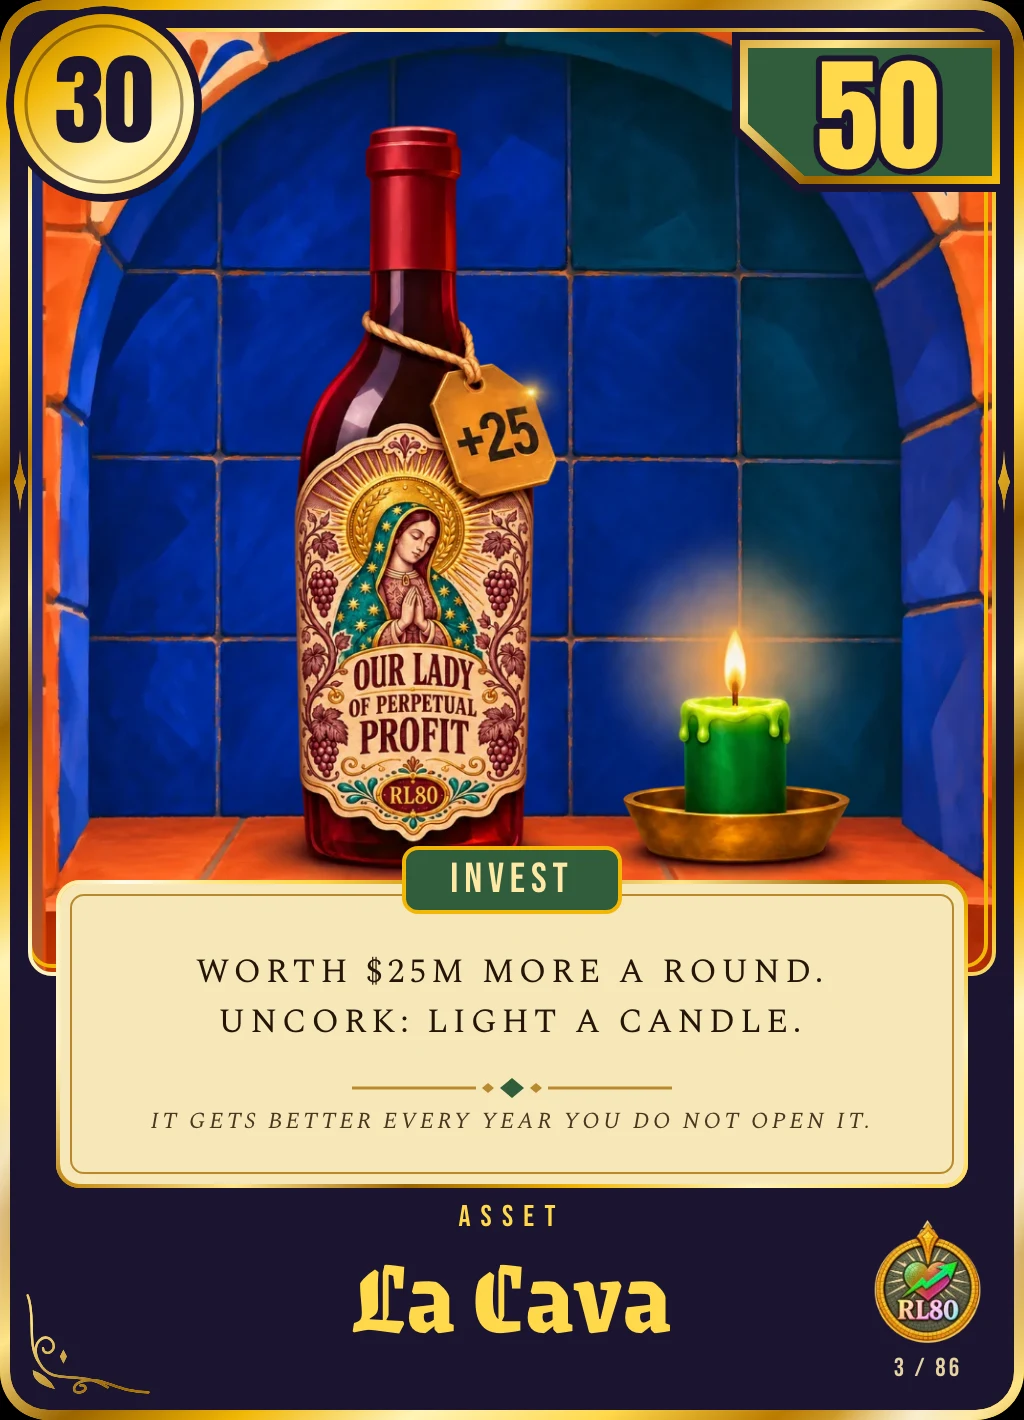 30
50
+25
OUR LADY
OF PERPETUAL
PROFIT
RL80
INVEST
WORTH $25M MORE A ROUND.
UNCORK: LIGHT A CANDLE.
IT GETS BETTER EVERY YEAR YOU DO NOT OPEN IT.
ASSET
La Cava
RL80
3 / 86